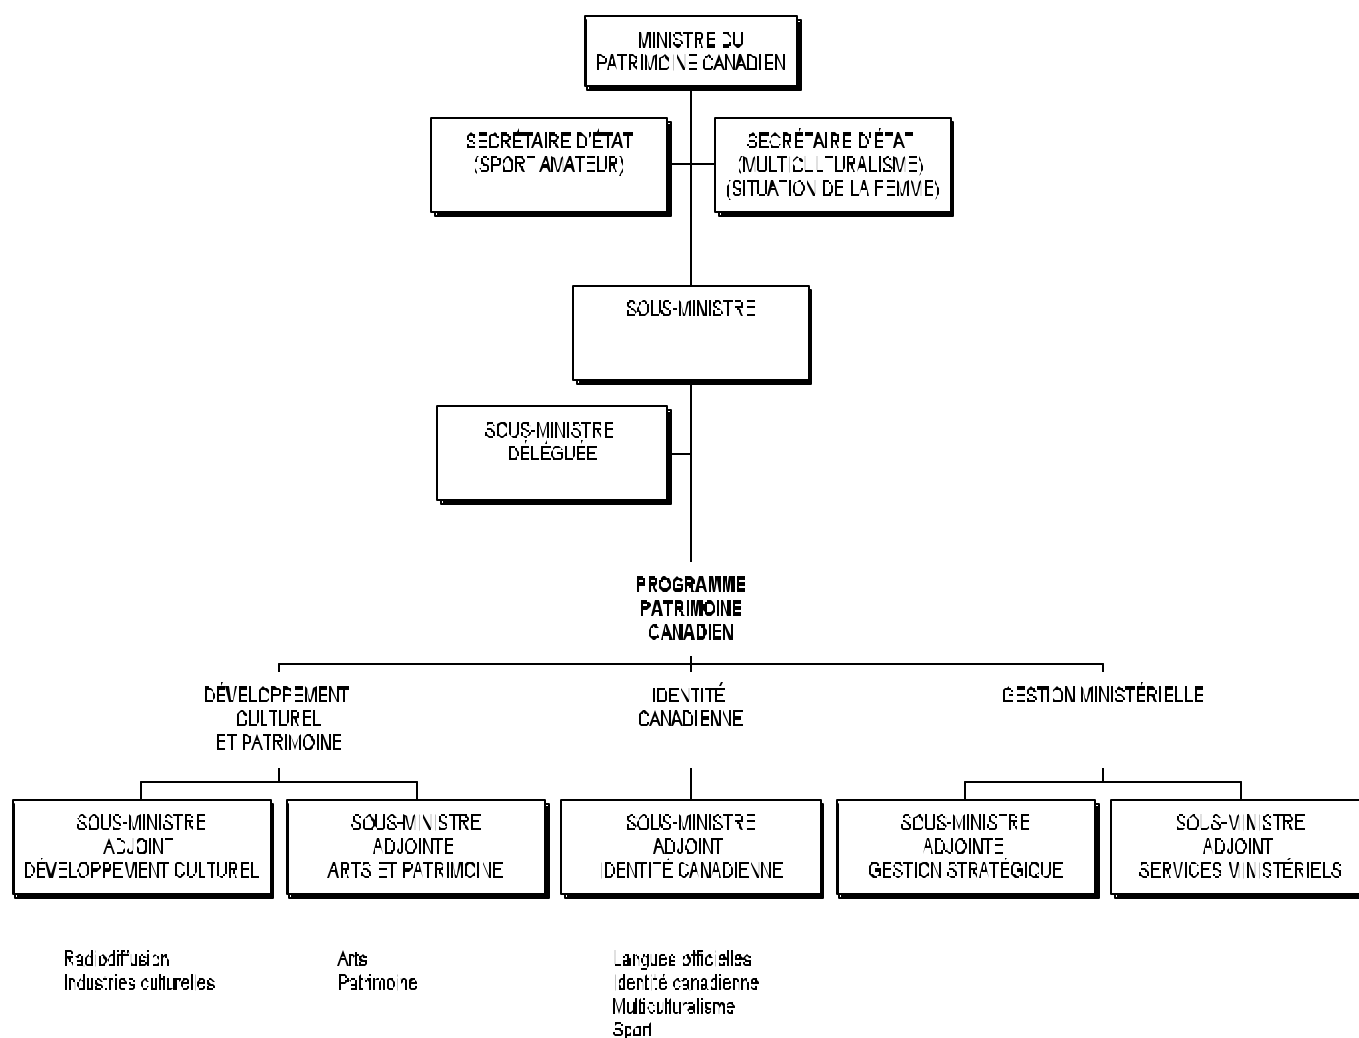 MINISTRE DU
PATRIMOINE CANADIEN
SECRÉTAIRE D'ÉTAT
(SPORT AMATEUR)
SECRÉTAIRE D'ÉTAT
(MULTICULTURALISME)
(SITUATION DE LA FEMME)
SOUS-MINISTRE
SOUS-MINISTRE
DÉLÉGUÉE
PROGRAMME
PATRIMOINE
CANADIEN
DÉVELOPPEMENT
CULTUREL
ET PATRIMOINE
IDENTITÉ
CANADIENNE
GESTION MINISTÉRIELLE
SOUS-MINISTRE
ADJOINT
DÉVELOPPEMENT CULTUREL
SOUS-MINISTRE
ADJOINTE
ARTS ET PATRIMOINE
SOUS-MINISTRE
ADJOINT
IDENTITÉ CANADIENNE
SOUS-MINISTRE
ADJOINTE
GESTION STRATÉGIQUE
SOUS-MINISTRE
ADJOINT
SERVICES MINISTÉRIELS
Radiodiffusion
Industries culturelles
Arts
Patrimoine
Langues officielles
Identité canadienne
Multiculturalisme
Sport